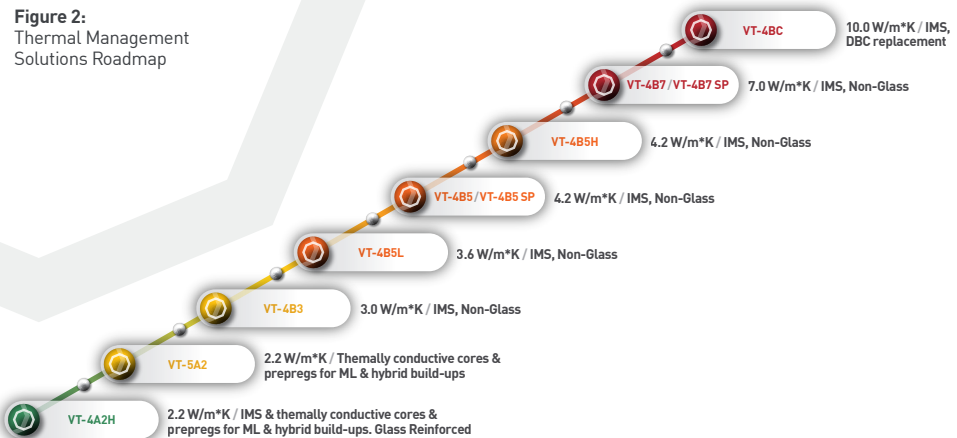 Figure 2:
Thermal Management
Solutions Roadmap
VT-4BC
10.0 W/m*K / IMS,
DBC replacement
VT-4B7/VT-4B7 SP
7.0 W/m*K / IMS, Non-Glass
VT-4B5H
4.2 W/m*K / IMS, Non-Glass
VT-4B5/VT-4B5 SP
4.2 W/m*K / IMS, Non-Glass
VT-4B5L
3.6 W/m*K / IMS, Non-Glass
VT-4B3
3.0 W/m*K / IMS, Non-Glass
VT-5A2
2.2 W/m*K / Themally conductive cores &
prepregs for ML & hybrid build-ups
VT-4A2H
2.2 W/m*K / IMS & themally conductive cores &
prepregs for ML & hybrid build-ups. Glass Reinforced